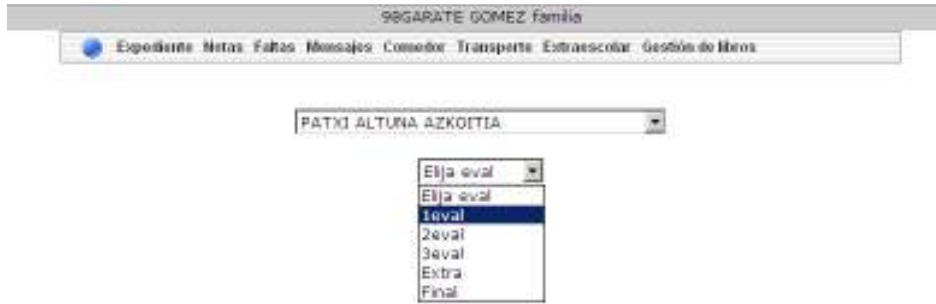 98GARATE GOMEZ familia
Expediente Notas Faltas Mensajes Comedor Transporte Extraescolar Gestión de libros
PATXI ALTUNA AZKOITIA
Elija eval
Elija eval
1eval
2eval
3eval
Extra
Final